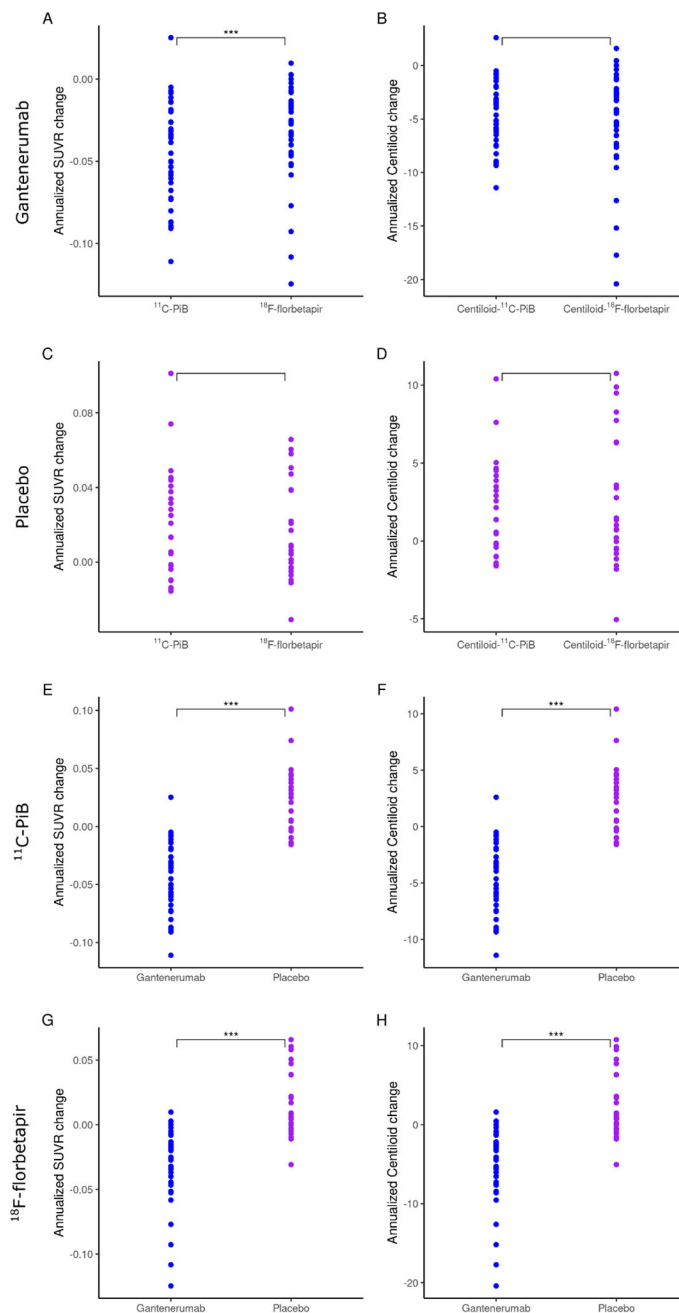 A
B
Gantenerumab
Annualized SUVR change
***
0.00
-0.05
-0.10
¹¹C-PiB
¹⁸F-florbetapir
Annualized Centiloid change
0
-5
-10
-15
-20
Centiloid-¹¹C-PiB
Centiloid-¹⁸F-florbetapir
C
D
Placebo
Annualized SUVR change
0.08
0.04
0.00
¹¹C-PiB
¹⁸F-florbetapir
Annualized Centiloid change
10
5
0
-5
Centiloid-¹¹C-PiB
Centiloid-¹⁸F-florbetapir
E
F
¹¹C-PiB
Annualized SUVR change
***
0.10
0.05
0.00
-0.05
-0.10
Gantenerumab
Placebo
Annualized Centiloid change
***
10
5
0
-5
-10
Gantenerumab
Placebo
G
H
¹⁸F-florbetapir
Annualized SUVR change
***
0.05
0.00
-0.05
-0.10
Gantenerumab
Placebo
Annualized Centiloid change
***
10
0
-10
-20
Gantenerumab
Placebo